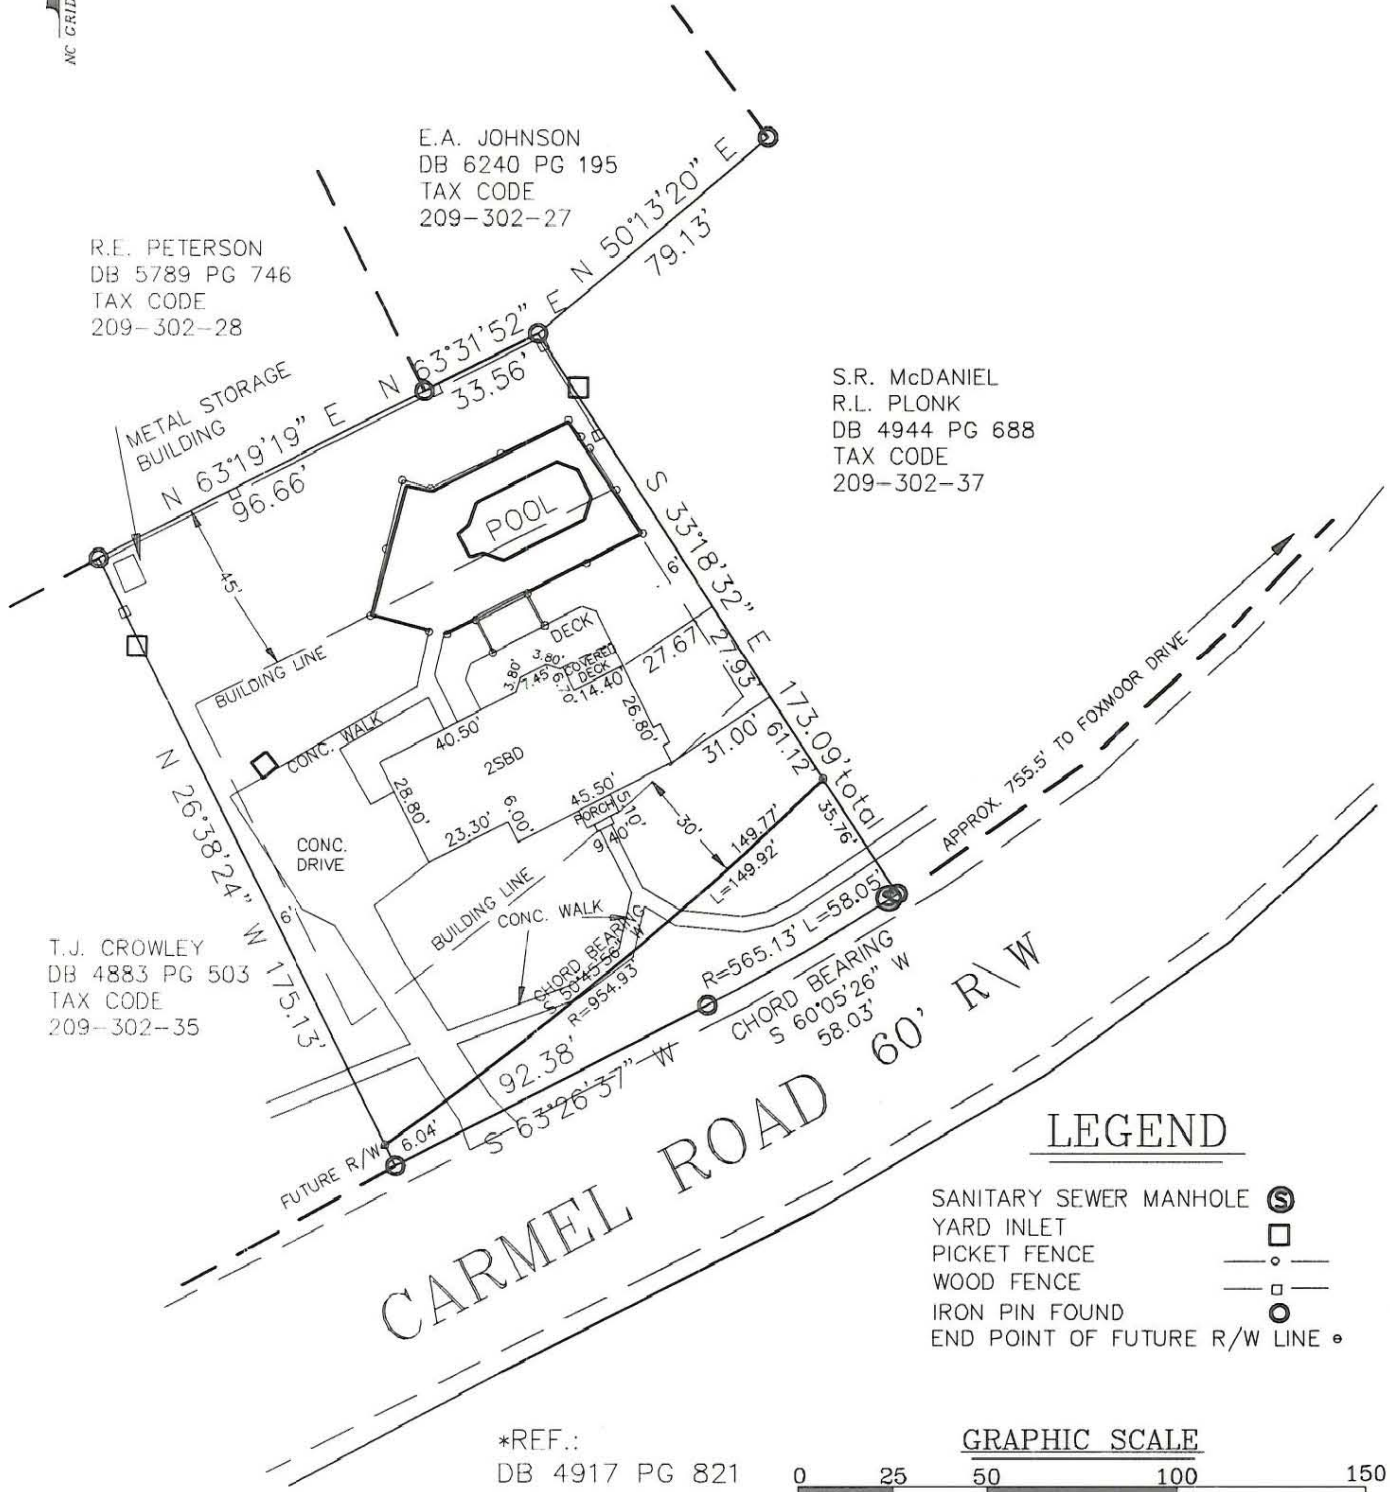 NC GRID
E.A. JOHNSON
DB 6240 PG 195
TAX CODE
209-302-27
R.E. PETERSON
DB 5789 PG 746
TAX CODE
209-302-28
N 50°13'20" E
79.13'
N 63°31'52" E
33.56'
METAL STORAGE
BUILDING
N 63°19'19" E
96.66'
S.R. McDANIEL
R.L. PLONK
DB 4944 PG 688
TAX CODE
209-302-37
POOL
45'
S 33°18'32" E
173.09' total
6'
BUILDING LINE
DECK
COVERED
DECK
3.80'
3.80'
7.45'
6.70'
14.40'
27.67
27.93'
26.80'
CONC. WALK
40.50'
2SBD
31.00'
61.12'
28.80'
45.50'
PORCH
5.10'
9.40'
23.30'
6.00'
30'
149.77'
L=149.92'
35.76'
APPROX. 755.5' TO FOXMOOR DRIVE
CONC.
DRIVE
N 26°38'24" W 175.13'
6'
BUILDING LINE
CONC. WALK
CHORD BEARING
S 50°45'56" W
R=954.93'
T.J. CROWLEY
DB 4883 PG 503
TAX CODE
209-302-35
R=565.13' L=58.05'
CHORD BEARING
S 60°05'26" W
58.03'
92.38'
S 63°26'37" W
6.04'
FUTURE R/W
CARMEL ROAD 60' R\W
LEGEND
SANITARY SEWER MANHOLE S
YARD INLET
PICKET FENCE
WOOD FENCE
IRON PIN FOUND
END POINT OF FUTURE R/W LINE
*REF.:
DB 4917 PG 821
GRAPHIC SCALE
0 25 50 100 150